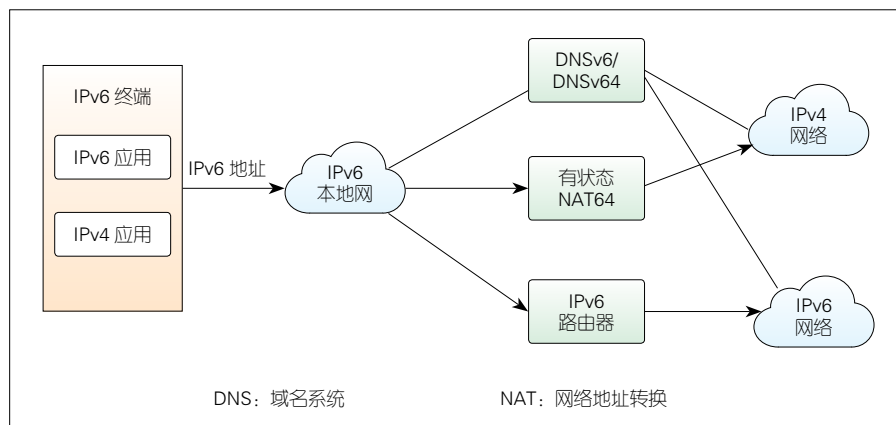 IPv6 终端
IPv6 应用
IPv4 应用
IPv6 地址
IPv6
本地网
DNSv6/
DNSv64
有状态
NAT64
IPv6
路由器
IPv4
网络
IPv6
网络
DNS：域名系统
NAT：网络地址转换